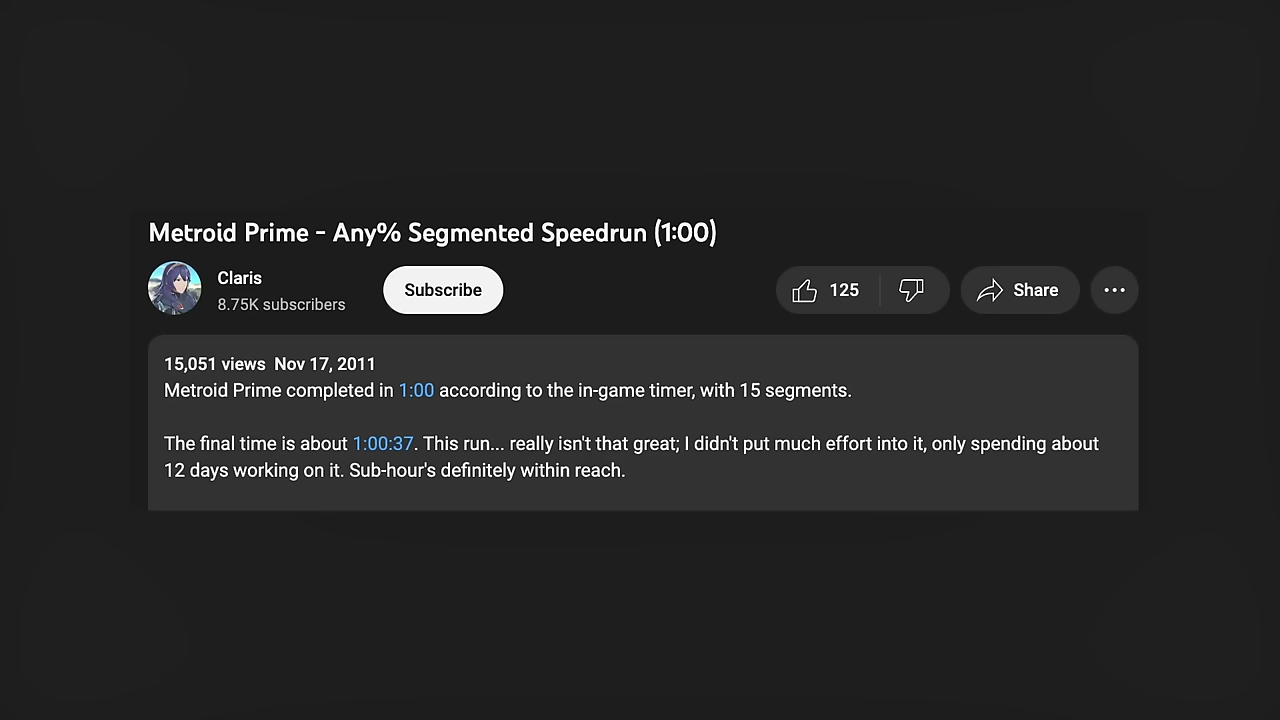 Metroid Prime - Any% Segmented Speedrun (1:00)
Claris
8.75K subscribers
Subscribe
125
Share
15,051 views  Nov 17, 2011
Metroid Prime completed in 1:00 according to the in-game timer, with 15 segments.
The final time is about 1:00:37. This run... really isn't that great; I didn't put much effort into it, only spending about
12 days working on it. Sub-hour's definitely within reach.